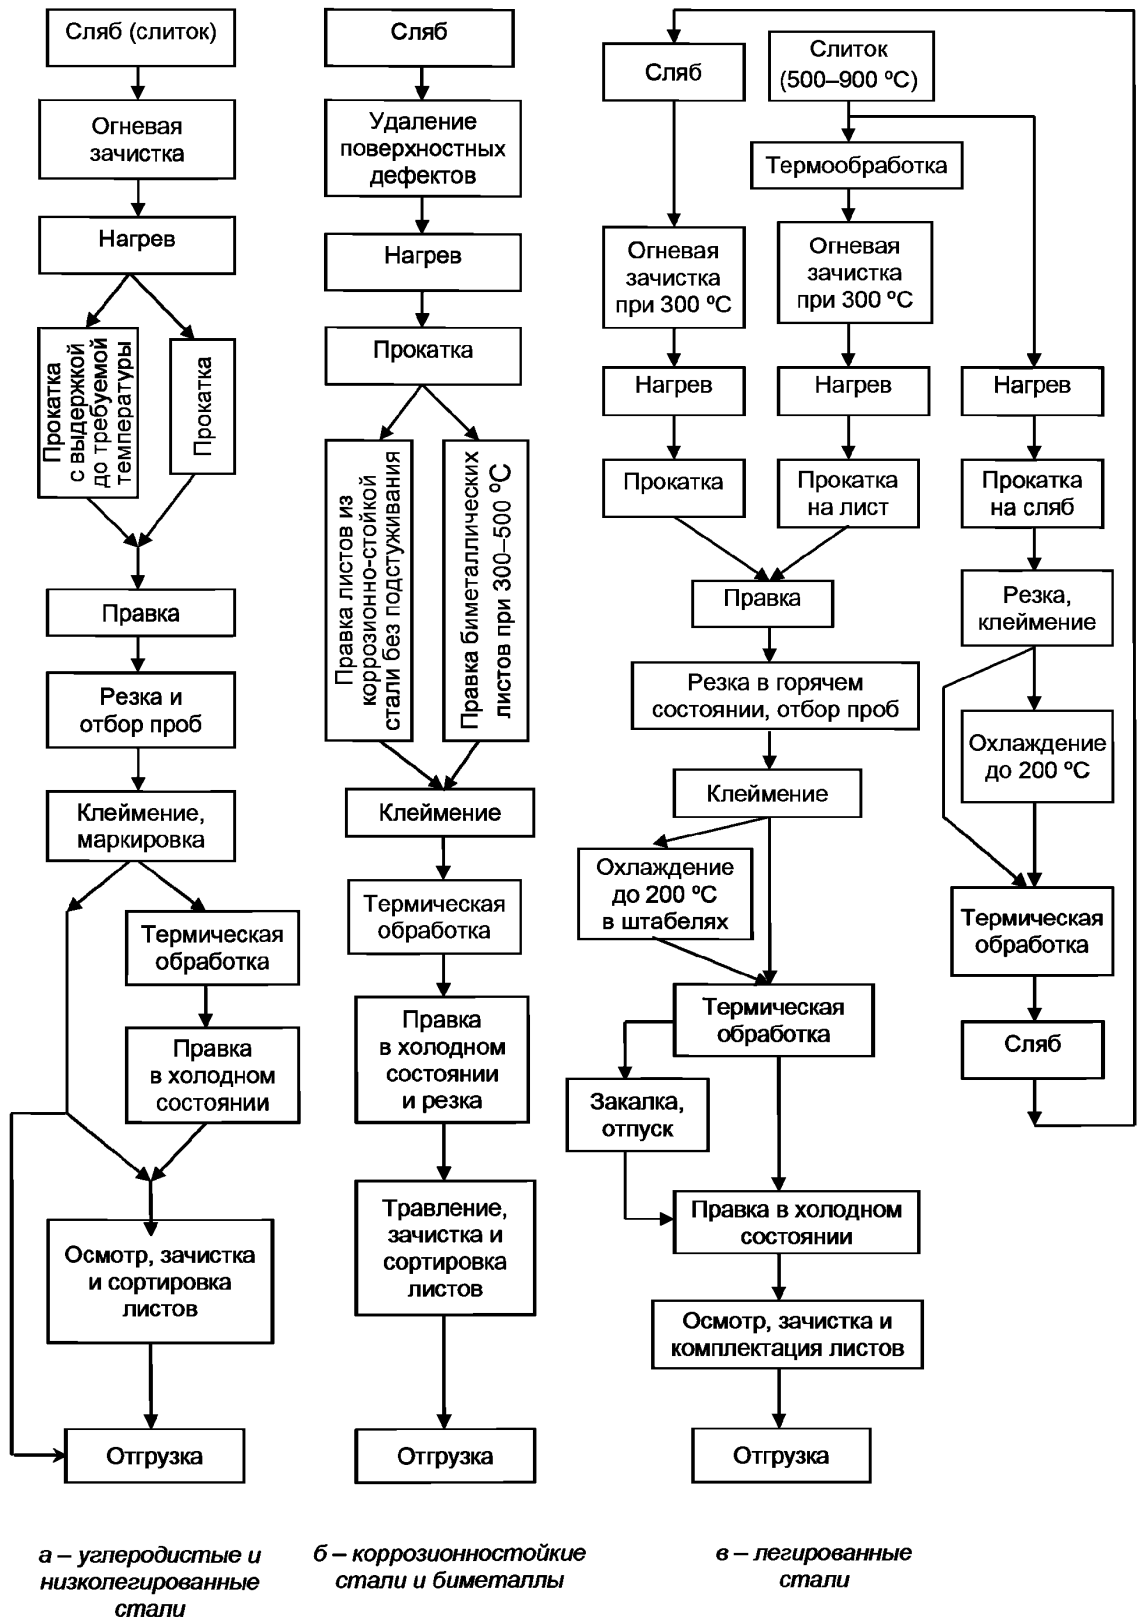 Сляб (слиток)
Огневая
зачистка
Нагрев
Прокатка
с выдержкой
до требуемой
температуры
Прокатка
Правка
Резка и
отбор проб
Клеймение,
маркировка
Термическая
обработка
Правка
в холодном
состоянии
Осмотр, зачистка
и сортировка
листов
Отгрузка
а – углеродистые и
низколегированные
стали
Сляб
Удаление
поверхностных
дефектов
Нагрев
Прокатка
Правка листов из
коррозионно-стойкой
стали без подстуживания
Правка биметаллических
листов при 300–500 ºС
Клеймение
Термическая
обработка
Правка
в холодном
состоянии
и резка
Травление,
зачистка и
сортировка
листов
Отгрузка
б – коррозионностойкие
стали и биметаллы
Сляб
Огневая
зачистка
при 300 ºС
Нагрев
Прокатка
Слиток
(500–900 ºС)
Термообработка
Огневая
зачистка
при 300 ºС
Нагрев
Прокатка
на лист
Нагрев
Прокатка
на сляб
Резка,
клеймение
Охлаждение
до 200 ºС
Термическая
обработка
Сляб
Правка
Резка в горячем
состоянии, отбор проб
Клеймение
Охлаждение
до 200 ºС
в штабелях
Термическая
обработка
Закалка,
отпуск
Правка в холодном
состоянии
Осмотр, зачистка и
комплектация листов
Отгрузка
в – легированные
стали